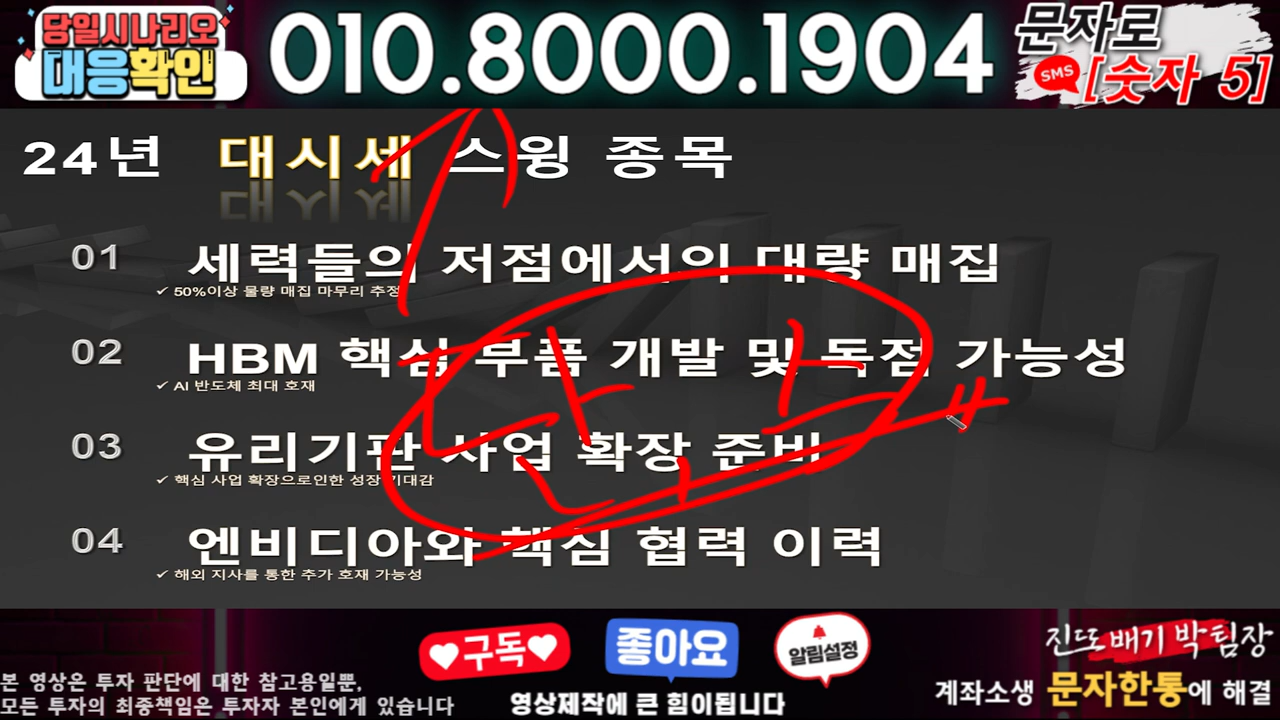 당일시나리오
대응확인
010.8000.1904
문자로
SMS
[숫자 5]
24년 대시세 스윙 종목
01 세력들의 저점에서의 대량 매집
✓ 50%이상 물량 매집 마무리 추정
02 HBM 핵심 부품 개발 및 독점 가능성
✓ AI 반도체 최대 호재
03 유리기판 사업 확장 준비
✓ 핵심 사업 확장으로인한 성장 기대감
04 엔비디아와 핵심 협력 이력
✓ 해외 지사를 통한 추가 호재 가능성
구독
좋아요
알림설정
영상제작에 큰 힘이됩니다
본 영상은 투자 판단에 대한 참고용일뿐,
모든 투자의 최종책임은 투자자 본인에게 있습니다
진또배기 박팀장
계좌소생 문자한통에 해결